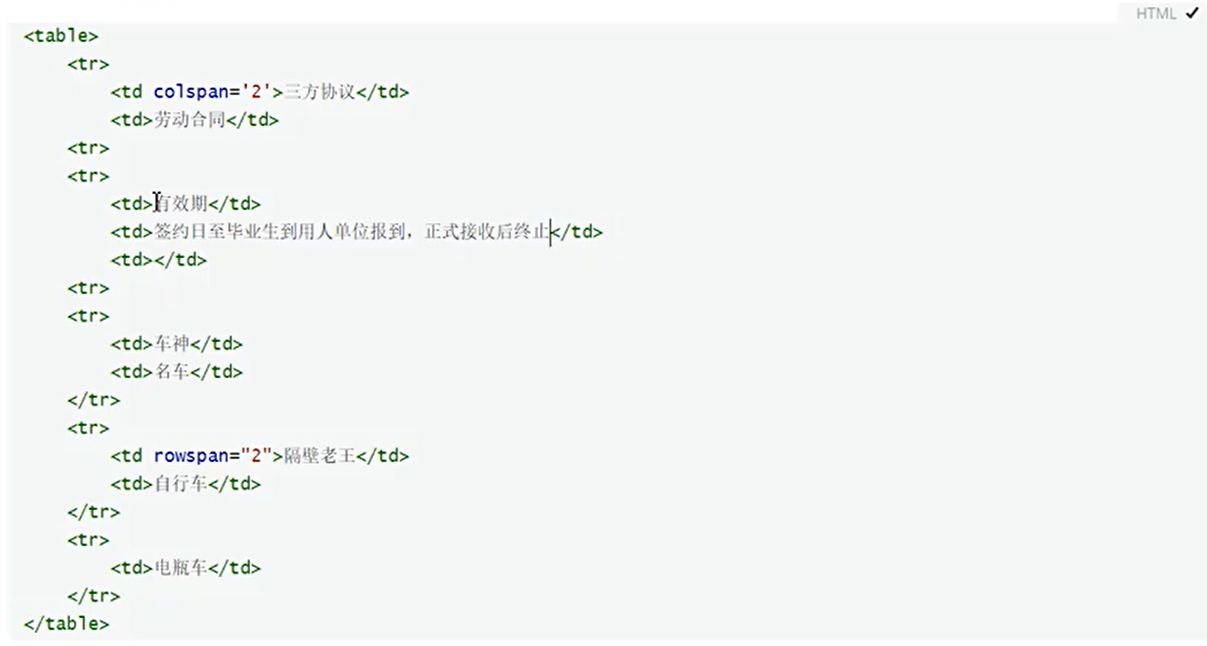 HTML ✔
<table>
<tr>
<td colspan='2'>三方协议</td>
<td>劳动合同</td>
<tr>
<tr>
<td>有效期</td>
<td>签约日至毕业生到用人单位报到，正式接收后终止</td>
<td></td>
<tr>
<tr>
<td>车神</td>
<td>名车</td>
</tr>
<tr>
<td rowspan="2">隔壁老王</td>
<td>自行车</td>
</tr>
<tr>
<td>电瓶车</td>
</tr>
</table>